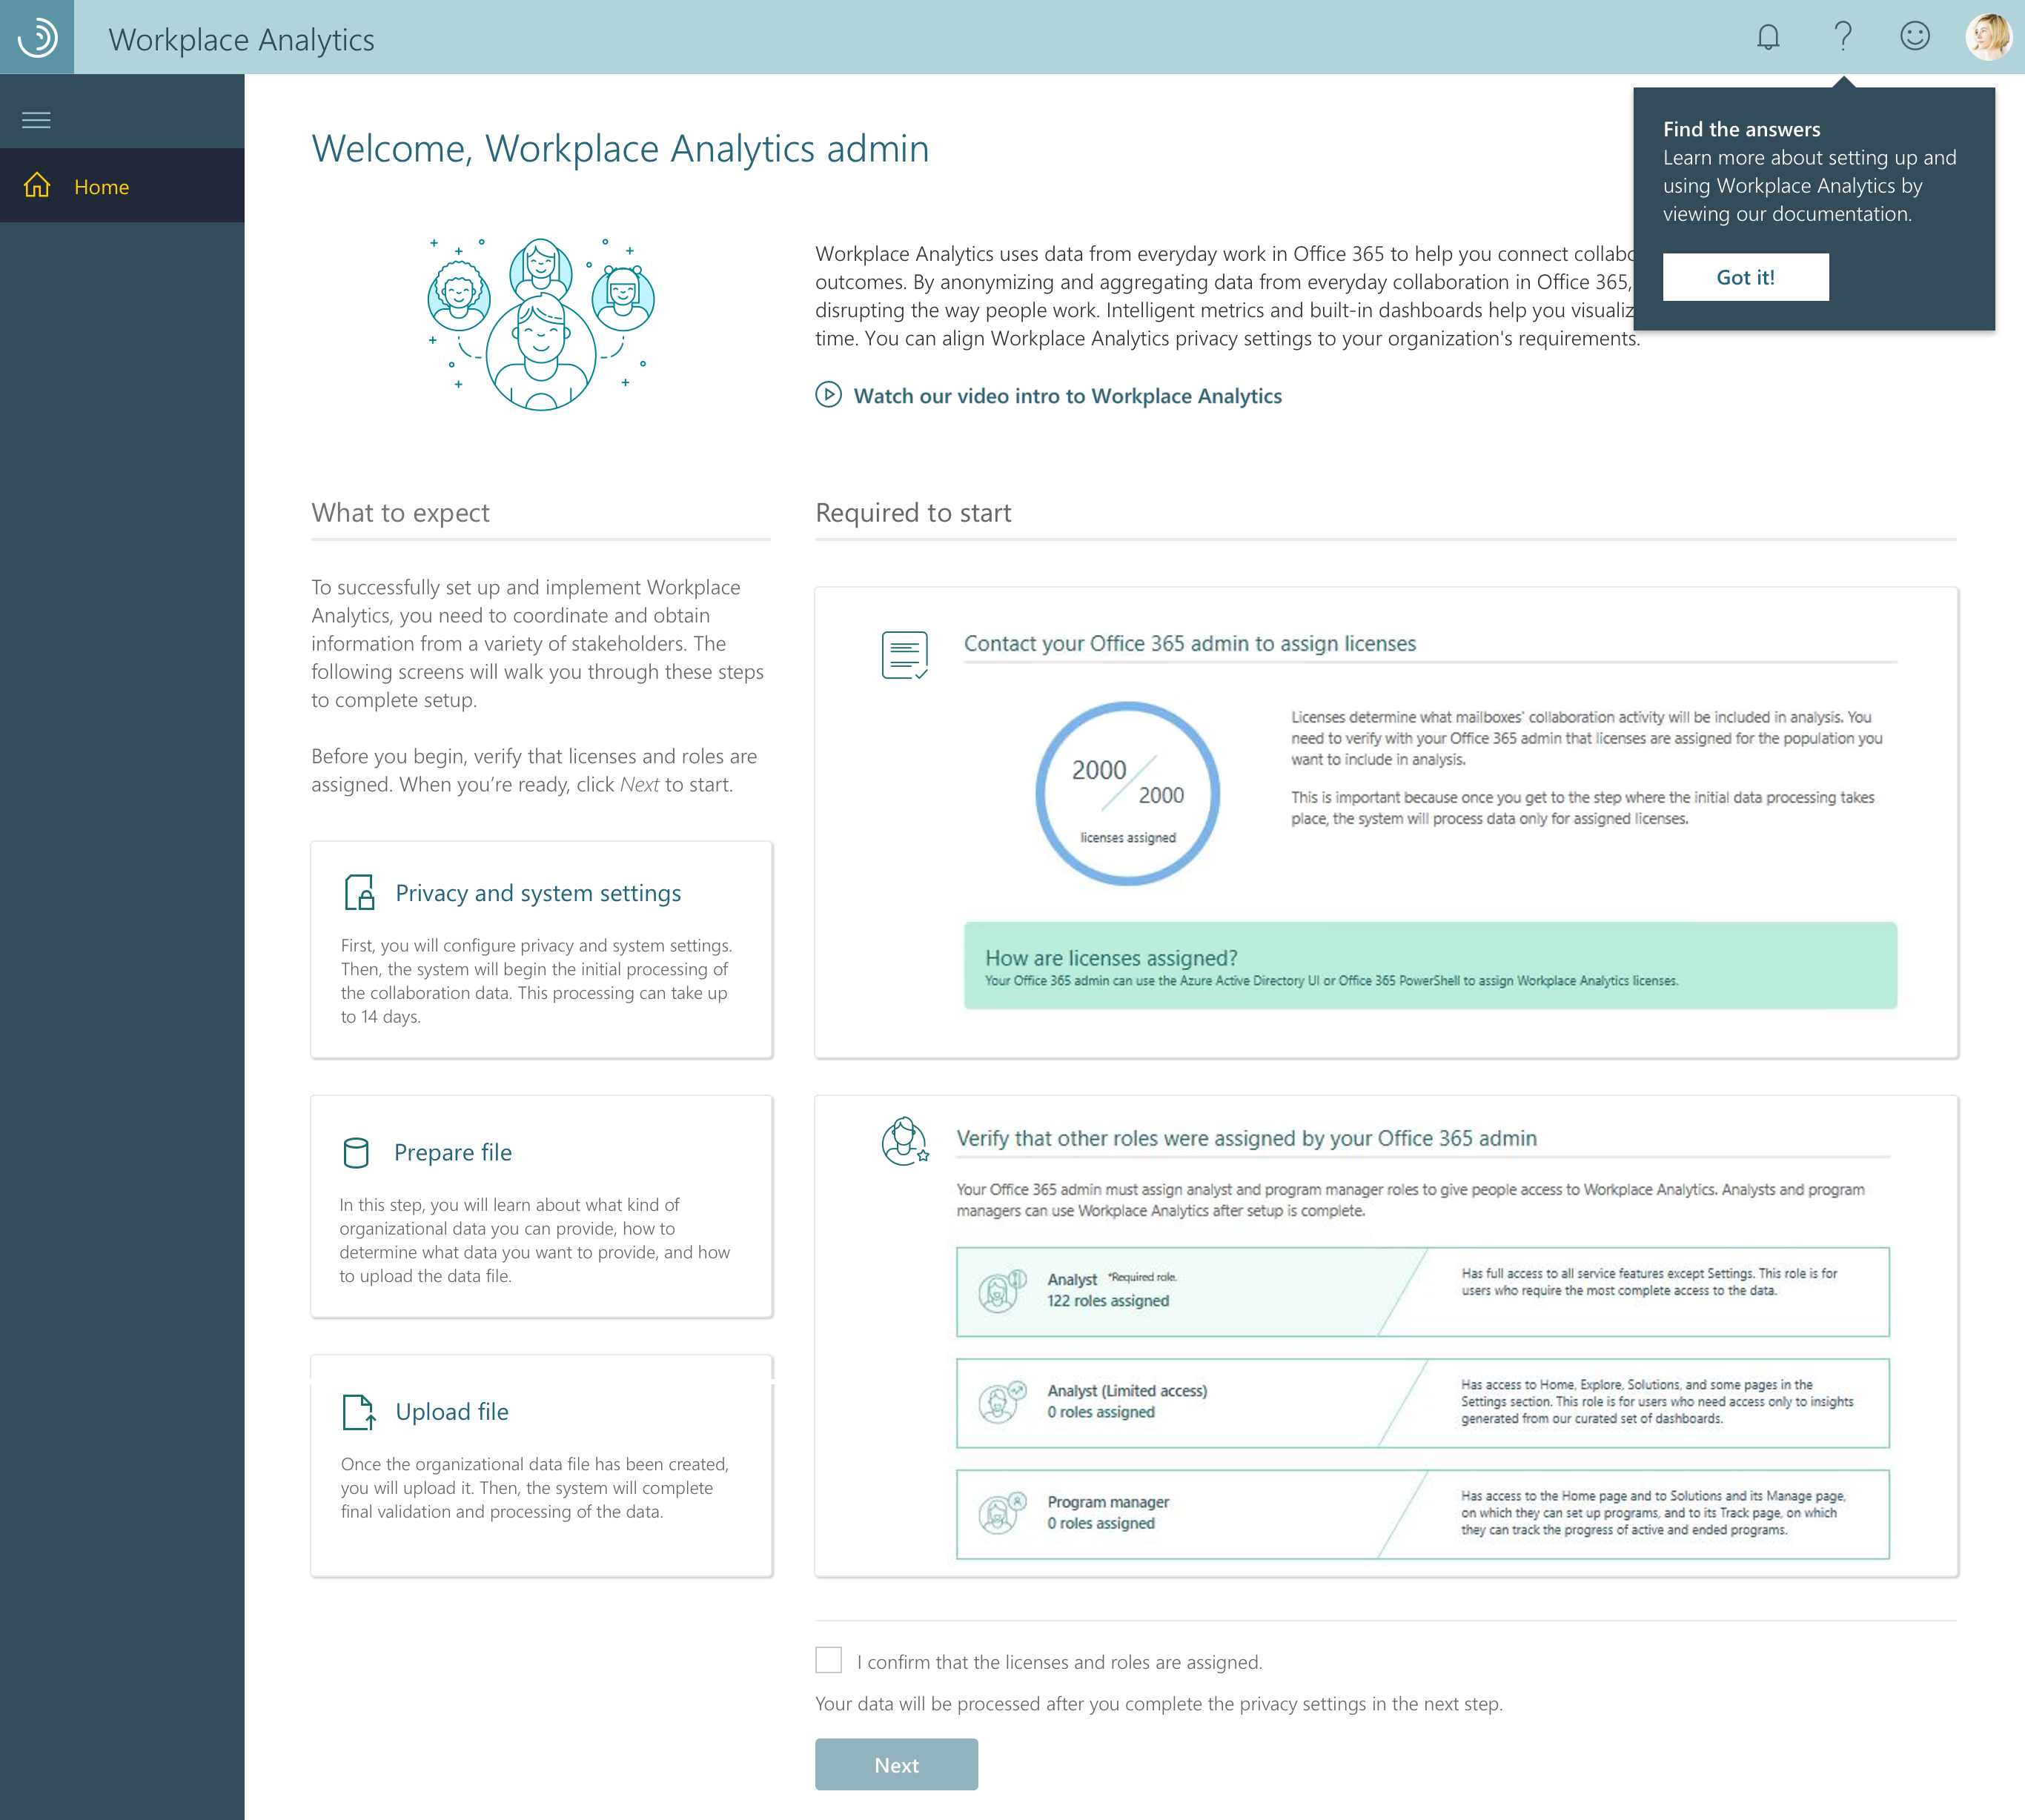 Workplace Analytics
Home
Welcome, Workplace Analytics admin
Find the answers
Learn more about setting up and
using Workplace Analytics by
viewing our documentation.
Got it!
Workplace Analytics uses data from everyday work in Office 365 to help you connect collabo
outcomes. By anonymizing and aggregating data from everyday collaboration in Office 365,
disrupting the way people work. Intelligent metrics and built-in dashboards help you visualiz
time. You can align Workplace Analytics privacy settings to your organization's requirements.
Watch our video intro to Workplace Analytics
What to expect
To successfully set up and implement Workplace
Analytics, you need to coordinate and obtain
information from a variety of stakeholders. The
following screens will walk you through these steps
to complete setup.
Before you begin, verify that licenses and roles are
assigned. When you’re ready, click Next to start.
Privacy and system settings
First, you will configure privacy and system settings.
Then, the system will begin the initial processing of
the collaboration data. This processing can take up
to 14 days.
Prepare file
In this step, you will learn about what kind of
organizational data you can provide, how to
determine what data you want to provide, and how
to upload the data file.
Upload file
Once the organizational data file has been created,
you will upload it. Then, the system will complete
final validation and processing of the data.
Required to start
Contact your Office 365 admin to assign licenses
2000
2000
licenses assigned
Licenses determine what mailboxes' collaboration activity will be included in analysis. You
need to verify with your Office 365 admin that licenses are assigned for the population you
want to include in analysis.
This is important because once you get to the step where the initial data processing takes
place, the system will process data only for assigned licenses.
How are licenses assigned?
Your Office 365 admin can use the Azure Active Directory UI or Office 365 PowerShell to assign Workplace Analytics licenses.
Verify that other roles were assigned by your Office 365 admin
Your Office 365 admin must assign analyst and program manager roles to give people access to Workplace Analytics. Analysts and program
managers can use Workplace Analytics after setup is complete.
Analyst *Required role.
122 roles assigned
Has full access to all service features except Settings. This role is for
users who require the most complete access to the data.
Analyst (Limited access)
0 roles assigned
Has access to Home, Explore, Solutions, and some pages in the
Settings section. This role is for users who need access only to insights
generated from our curated set of dashboards.
Program manager
0 roles assigned
Has access to the Home page and to Solutions and its Manage page,
on which they can set up programs, and to its Track page, on which
they can track the progress of active and ended programs.
I confirm that the licenses and roles are assigned.
Your data will be processed after you complete the privacy settings in the next step.
Next